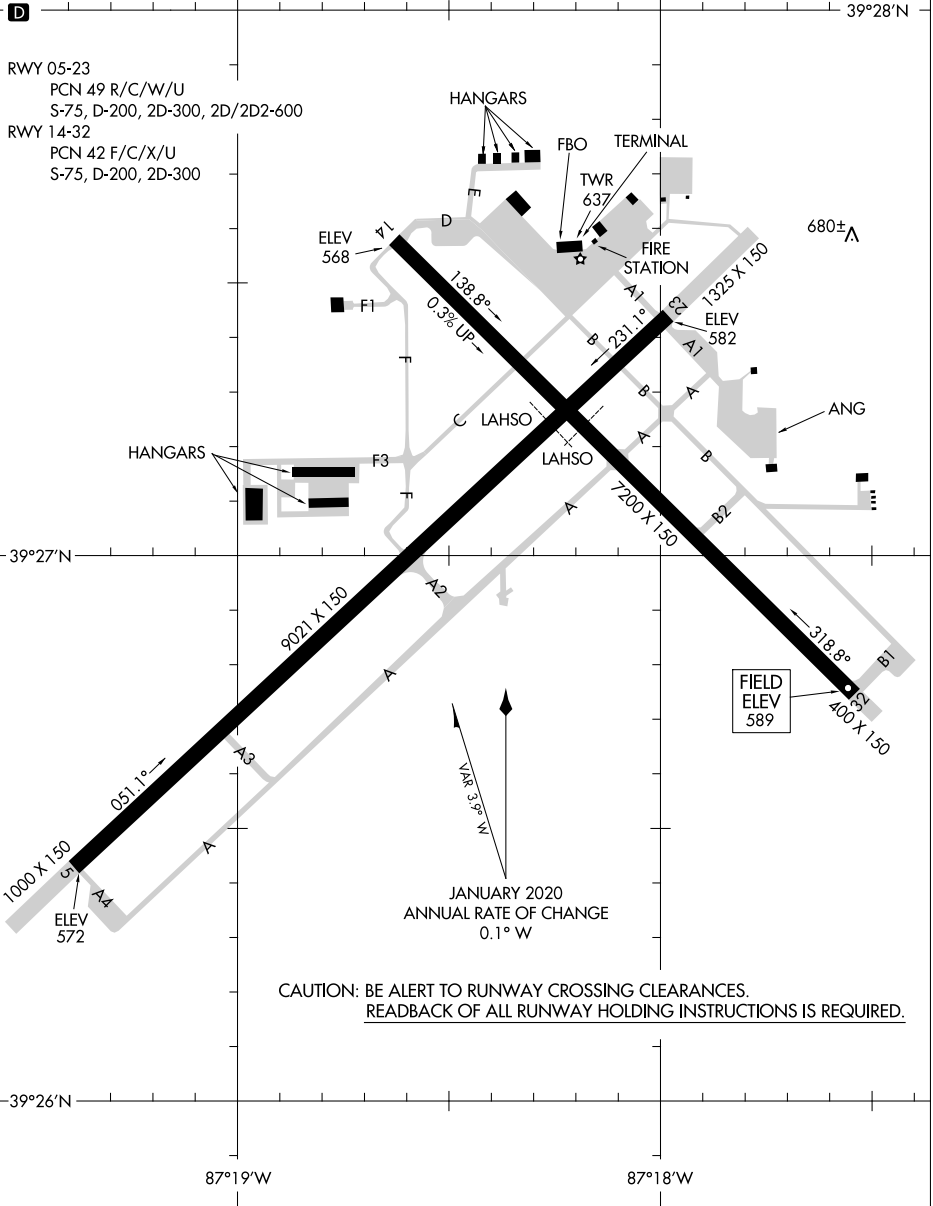 D
39°28'N
RWY 05-23
PCN 49 R/C/W/U
S-75, D-200, 2D-300, 2D/2D2-600
RWY 14-32
PCN 42 F/C/X/U
S-75, D-200, 2D-300
HANGARS
FBO
TERMINAL
TWR
637
E
D
14
ELEV
568
680±
FIRE
STATION
1325 X 150
138.8°
0.3% UP
A1
23
F1
231.1°
ELEV
582
B
A1
F
B
A
C
LAHSO
ANG
A
LAHSO
B
HANGARS
F3
F
7200 X 150
A
B2
39°27'N
A2
9021 X 150
318.8°
B1
A
FIELD
ELEV
589
32
400 X 150
A3
VAR 3.9° W
051.1°
A
1000 X 150
5
A4
ELEV
572
JANUARY 2020
ANNUAL RATE OF CHANGE
0.1° W
CAUTION: BE ALERT TO RUNWAY CROSSING CLEARANCES.
READBACK OF ALL RUNWAY HOLDING INSTRUCTIONS IS REQUIRED.
39°26'N
87°19'W
87°18'W